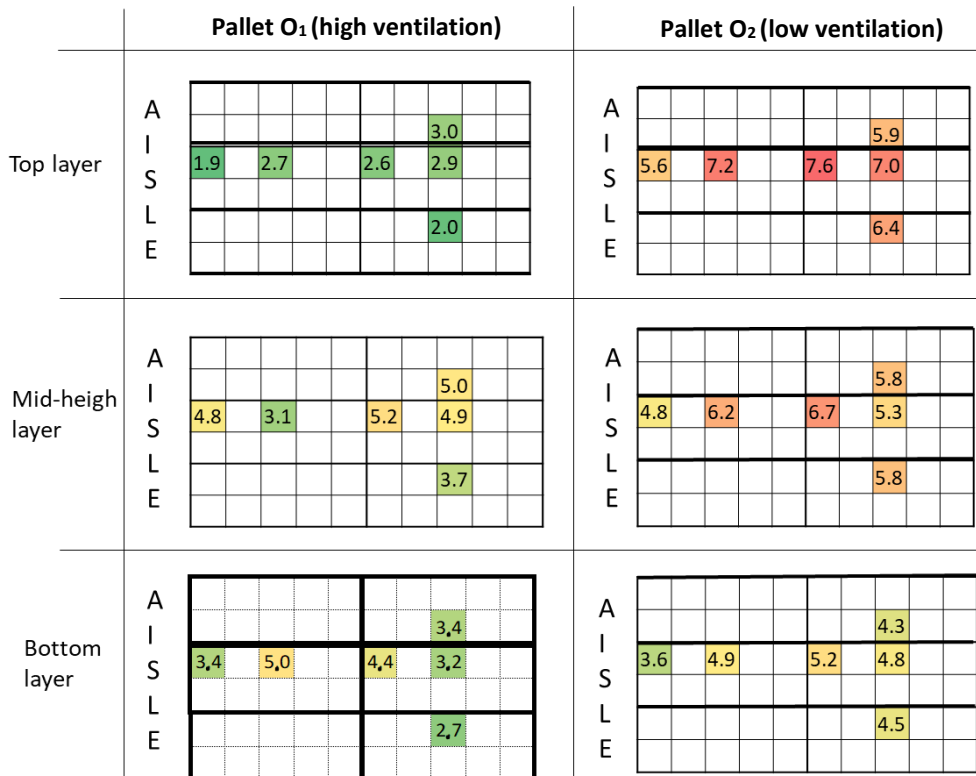 Pallet O₁ (high ventilation)
Pallet O₂ (low ventilation)
Top layer
A
I
S
L
E
3.0
1.9 2.7 2.6 2.9
2.0
A
I
S
L
E
5.9
5.6 7.2 7.6 7.0
6.4
Mid-heigh
layer
A
I
S
L
E
5.0
4.8 3.1 5.2 4.9
3.7
A
I
S
L
E
5.8
4.8 6.2 6.7 5.3
5.8
Bottom
layer
A
I
S
L
E
3.4
3.4 5.0 4.4 3.2
2.7
A
I
S
L
E
4.3
3.6 4.9 5.2 4.8
4.5